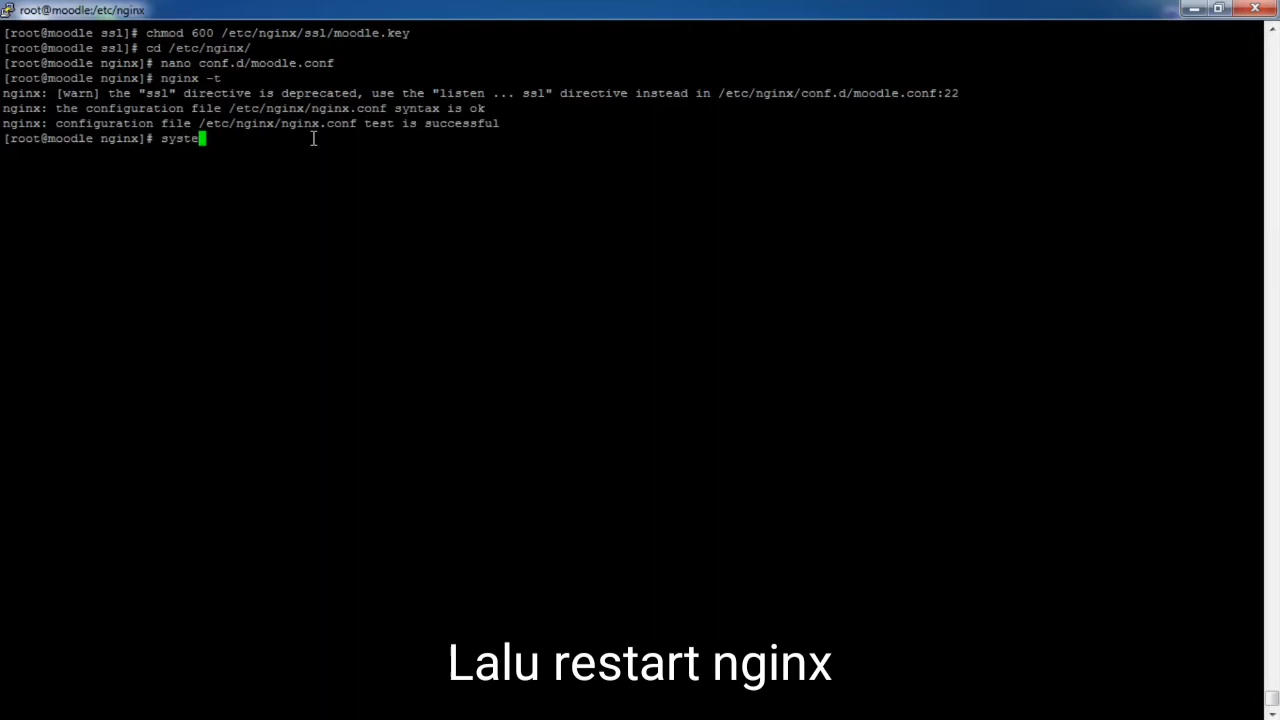 root@moodle:/etc/nginx
[root@moodle ssl]# chmod 600 /etc/nginx/ssl/moodle.key
[root@moodle ssl]# cd /etc/nginx/
[root@moodle nginx]# nano conf.d/moodle.conf
[root@moodle nginx]# nginx -t
nginx: [warn] the "ssl" directive is deprecated, use the "listen ... ssl" directive instead in /etc/nginx/conf.d/moodle.conf:22
nginx: the configuration file /etc/nginx/nginx.conf syntax is ok
nginx: configuration file /etc/nginx/nginx.conf test is successful
[root@moodle nginx]# syste
Lalu restart nginx